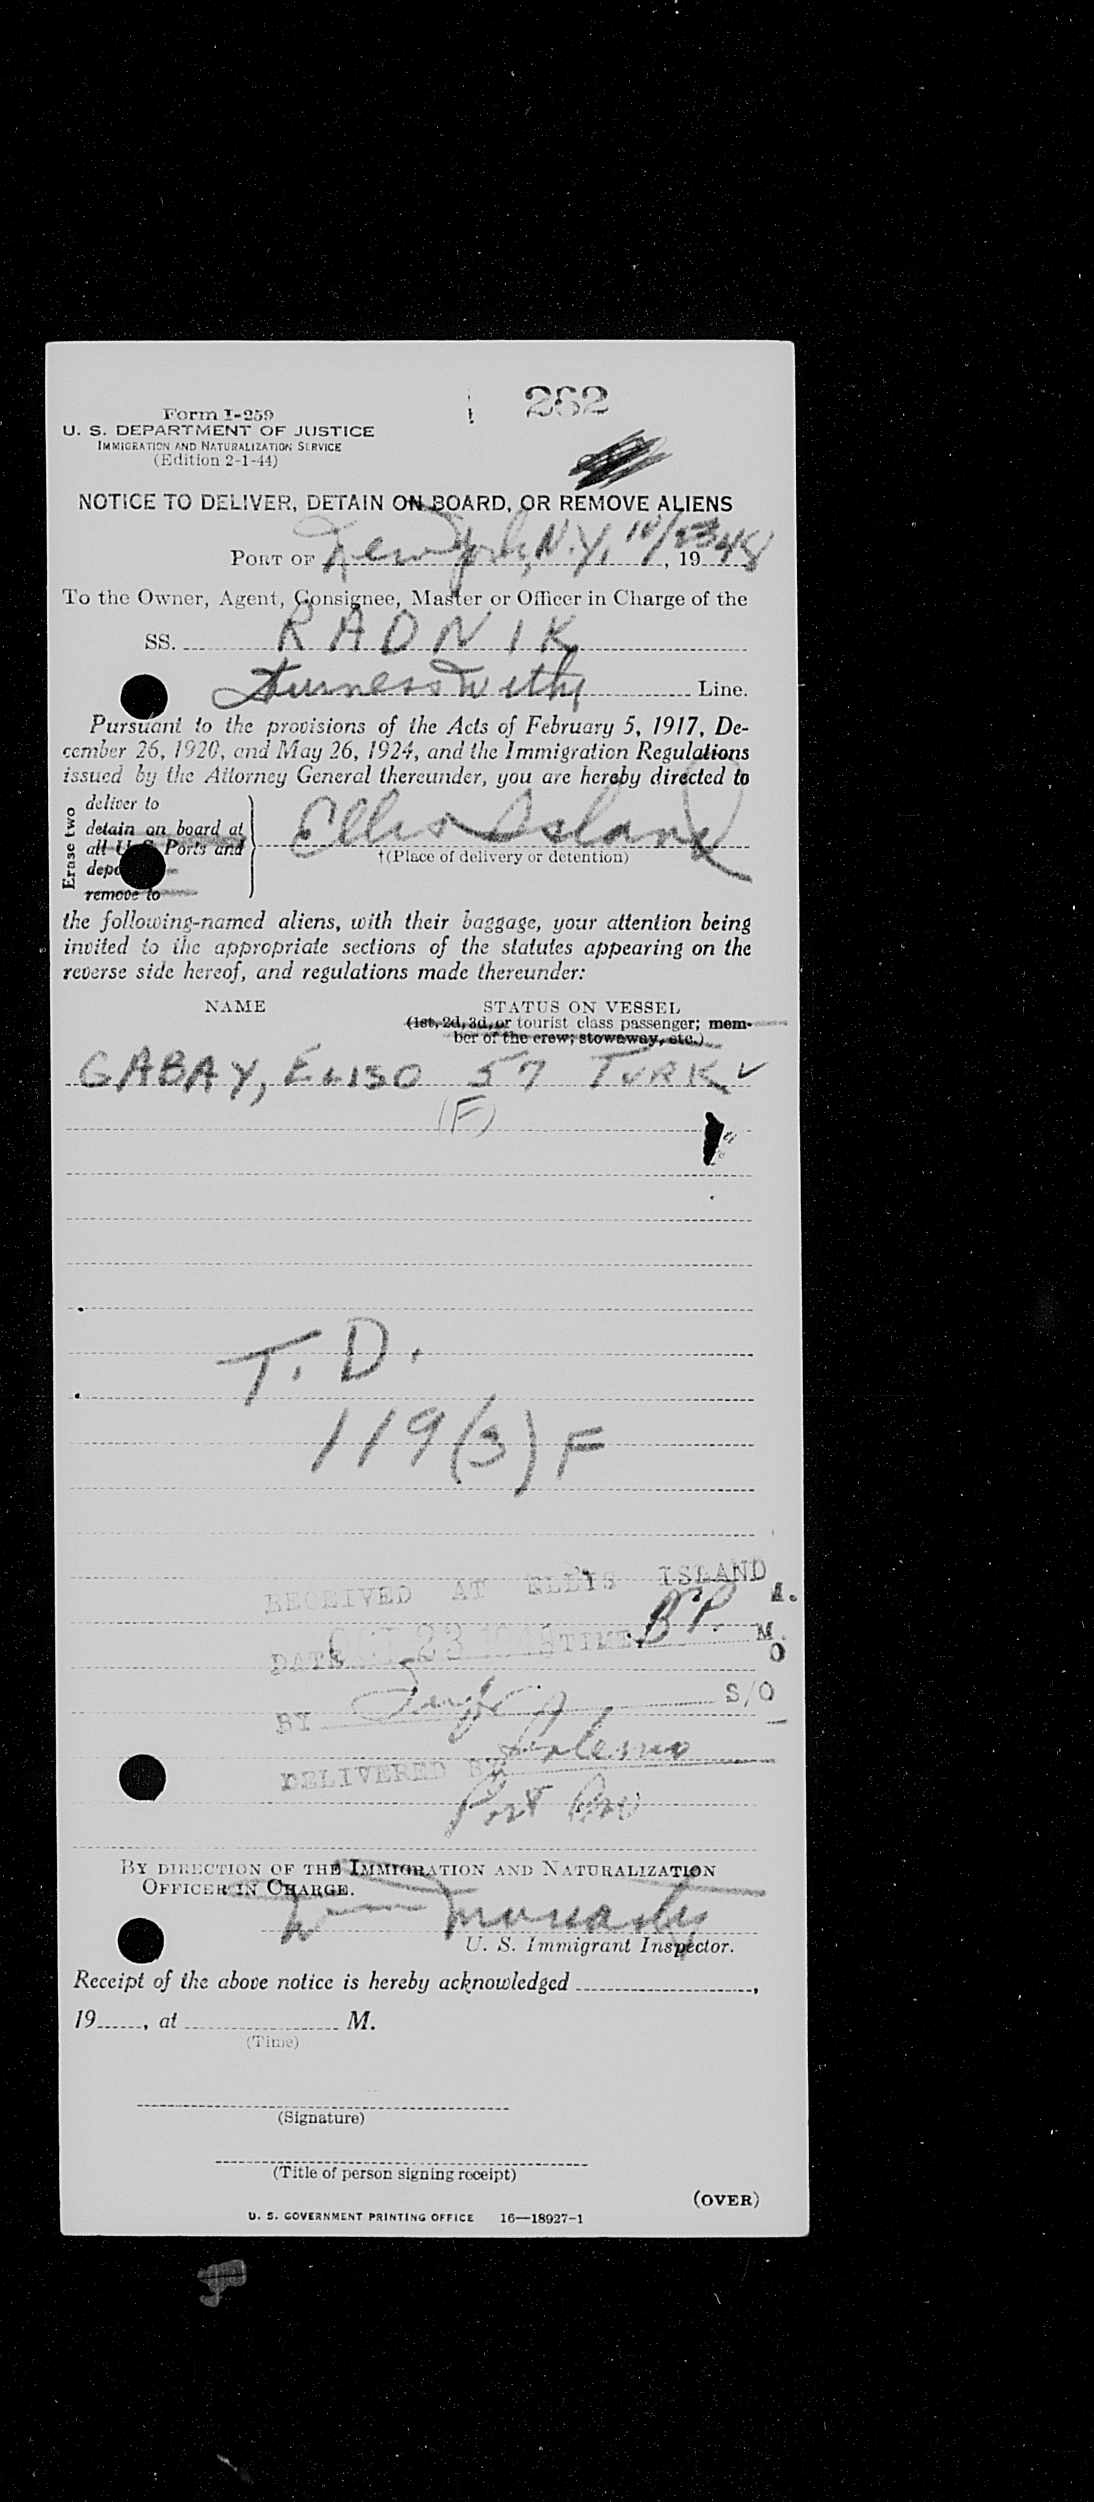 262
Form I-259
U. S. DEPARTMENT OF JUSTICE
IMMIGRATION AND NATURALIZATION SERVICE
(Edition 2-1-44)
NOTICE TO DELIVER, DETAIN ON BOARD, OR REMOVE ALIENS
PORT OF New York, N.Y., 10/23, 1948
To the Owner, Agent, Consignee, Master or Officer in Charge of the
SS. RADNIK
Furness Withy Line.
Pursuant to the provisions of the Acts of February 5, 1917, De-
cember 26, 1920, and May 26, 1924, and the Immigration Regulations
issued by the Attorney General thereunder, you are hereby directed to
Erase two
deliver to
detain on board at
all U S Ports and
depo
remove to
Ellis Island
†(Place of delivery or detention)
the following-named aliens, with their baggage, your attention being
invited to the appropriate sections of the statutes appearing on the
reverse side hereof, and regulations made thereunder:
NAME STATUS ON VESSEL
(1st, 2d, 3d, or tourist class passenger; mem-
ber of the crew; stowaway, etc.)
GABAY, ELISO 57 TURK ✓
(F)
T. D.
119(3) F
RECEIVED AT ELLIS ISLAND
DATE 23 TIME M.
BY S/O
DELIVERED BY
BY DIRECTION OF THE IMMIGRATION AND NATURALIZATION
OFFICER IN CHARGE.
U. S. Immigrant Inspector.
Receipt of the above notice is hereby acknowledged ,
19 , at M.
(Time)
(Signature)
(Title of person signing receipt)
(OVER)
U. S. GOVERNMENT PRINTING OFFICE 16—18927-1